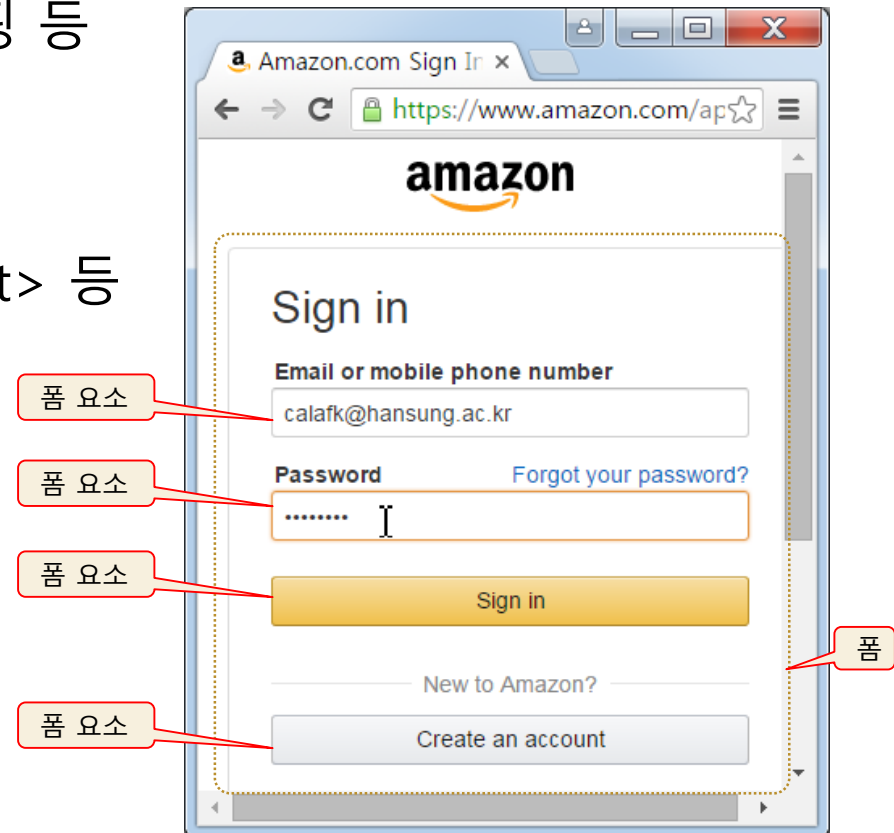 등
Amazon.com Sign In
https://www.amazon.com/ap
amazon
t> 등
Sign in
Email or mobile phone number
폼 요소
calafk@hansung.ac.kr
Password Forgot your password?
폼 요소
••••••••
폼 요소
Sign in
폼
New to Amazon?
폼 요소
Create an account